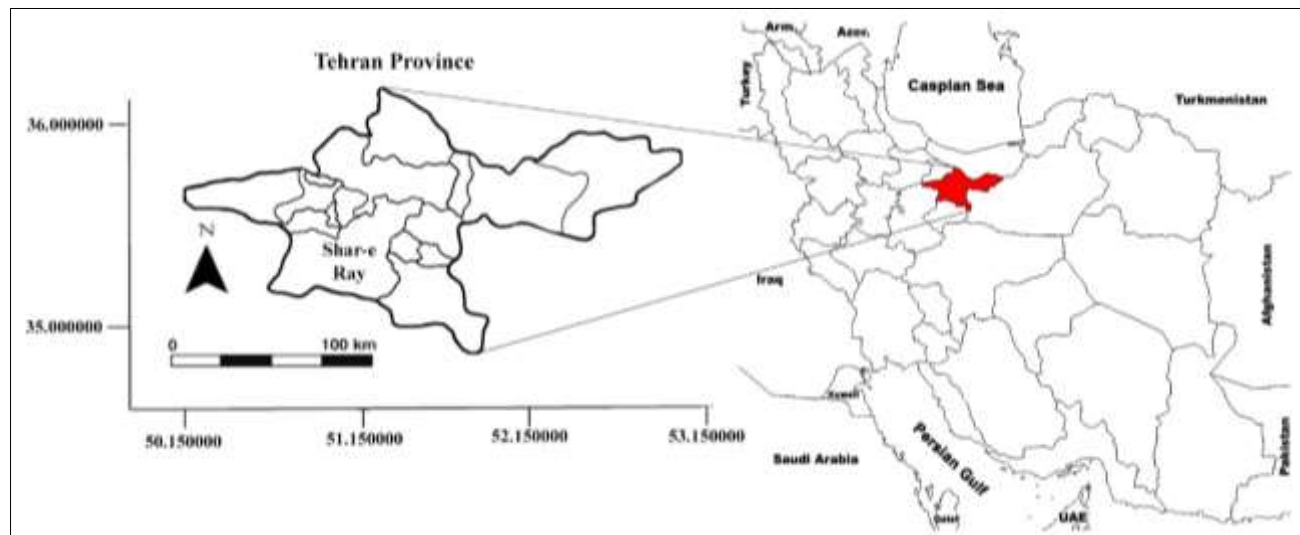 Tehran Province
36.000000
Shar-e
Ray
N
35.000000
0 100 km
50.150000
51.150000
52.150000
53.150000
Arm.
Azer.
Turkey
Caspian Sea
Turkmenistan
Iraq
Afghanistan
Kuwait
Persian Gulf
Saudi Arabia
Pakistan
Qatar
UAE